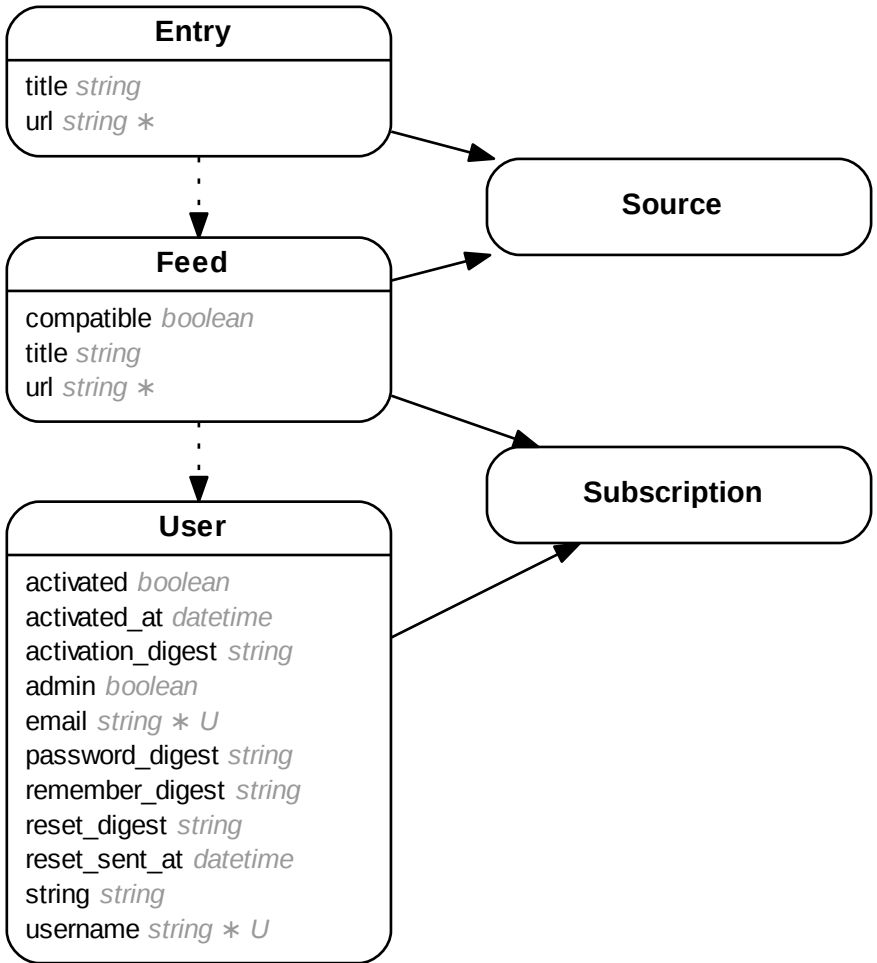 Entry
title string
url string ∗
Source
Feed
compatible boolean
title string
url string ∗
Subscription
User
activated boolean
activated_at datetime
activation_digest string
admin boolean
email string ∗ U
password_digest string
remember_digest string
reset_digest string
reset_sent_at datetime
string string
username string ∗ U